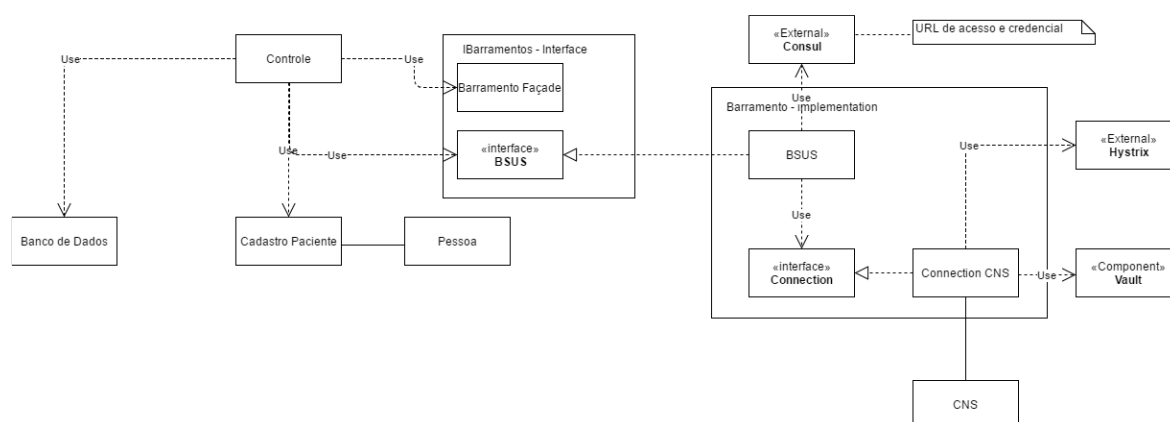 «External»
Consul
URL de acesso e credencial
Controle
IBarramentos - Interface
Use
Use
Barramento Façade
Use
Barramento - implementation
«External»
Hystrix
«interface»
BSUS
BSUS
Use
Use
Use
Use
Banco de Dados
Cadastro Paciente
Pessoa
«interface»
Connection
Connection CNS
Use
«Component»
Vault
CNS